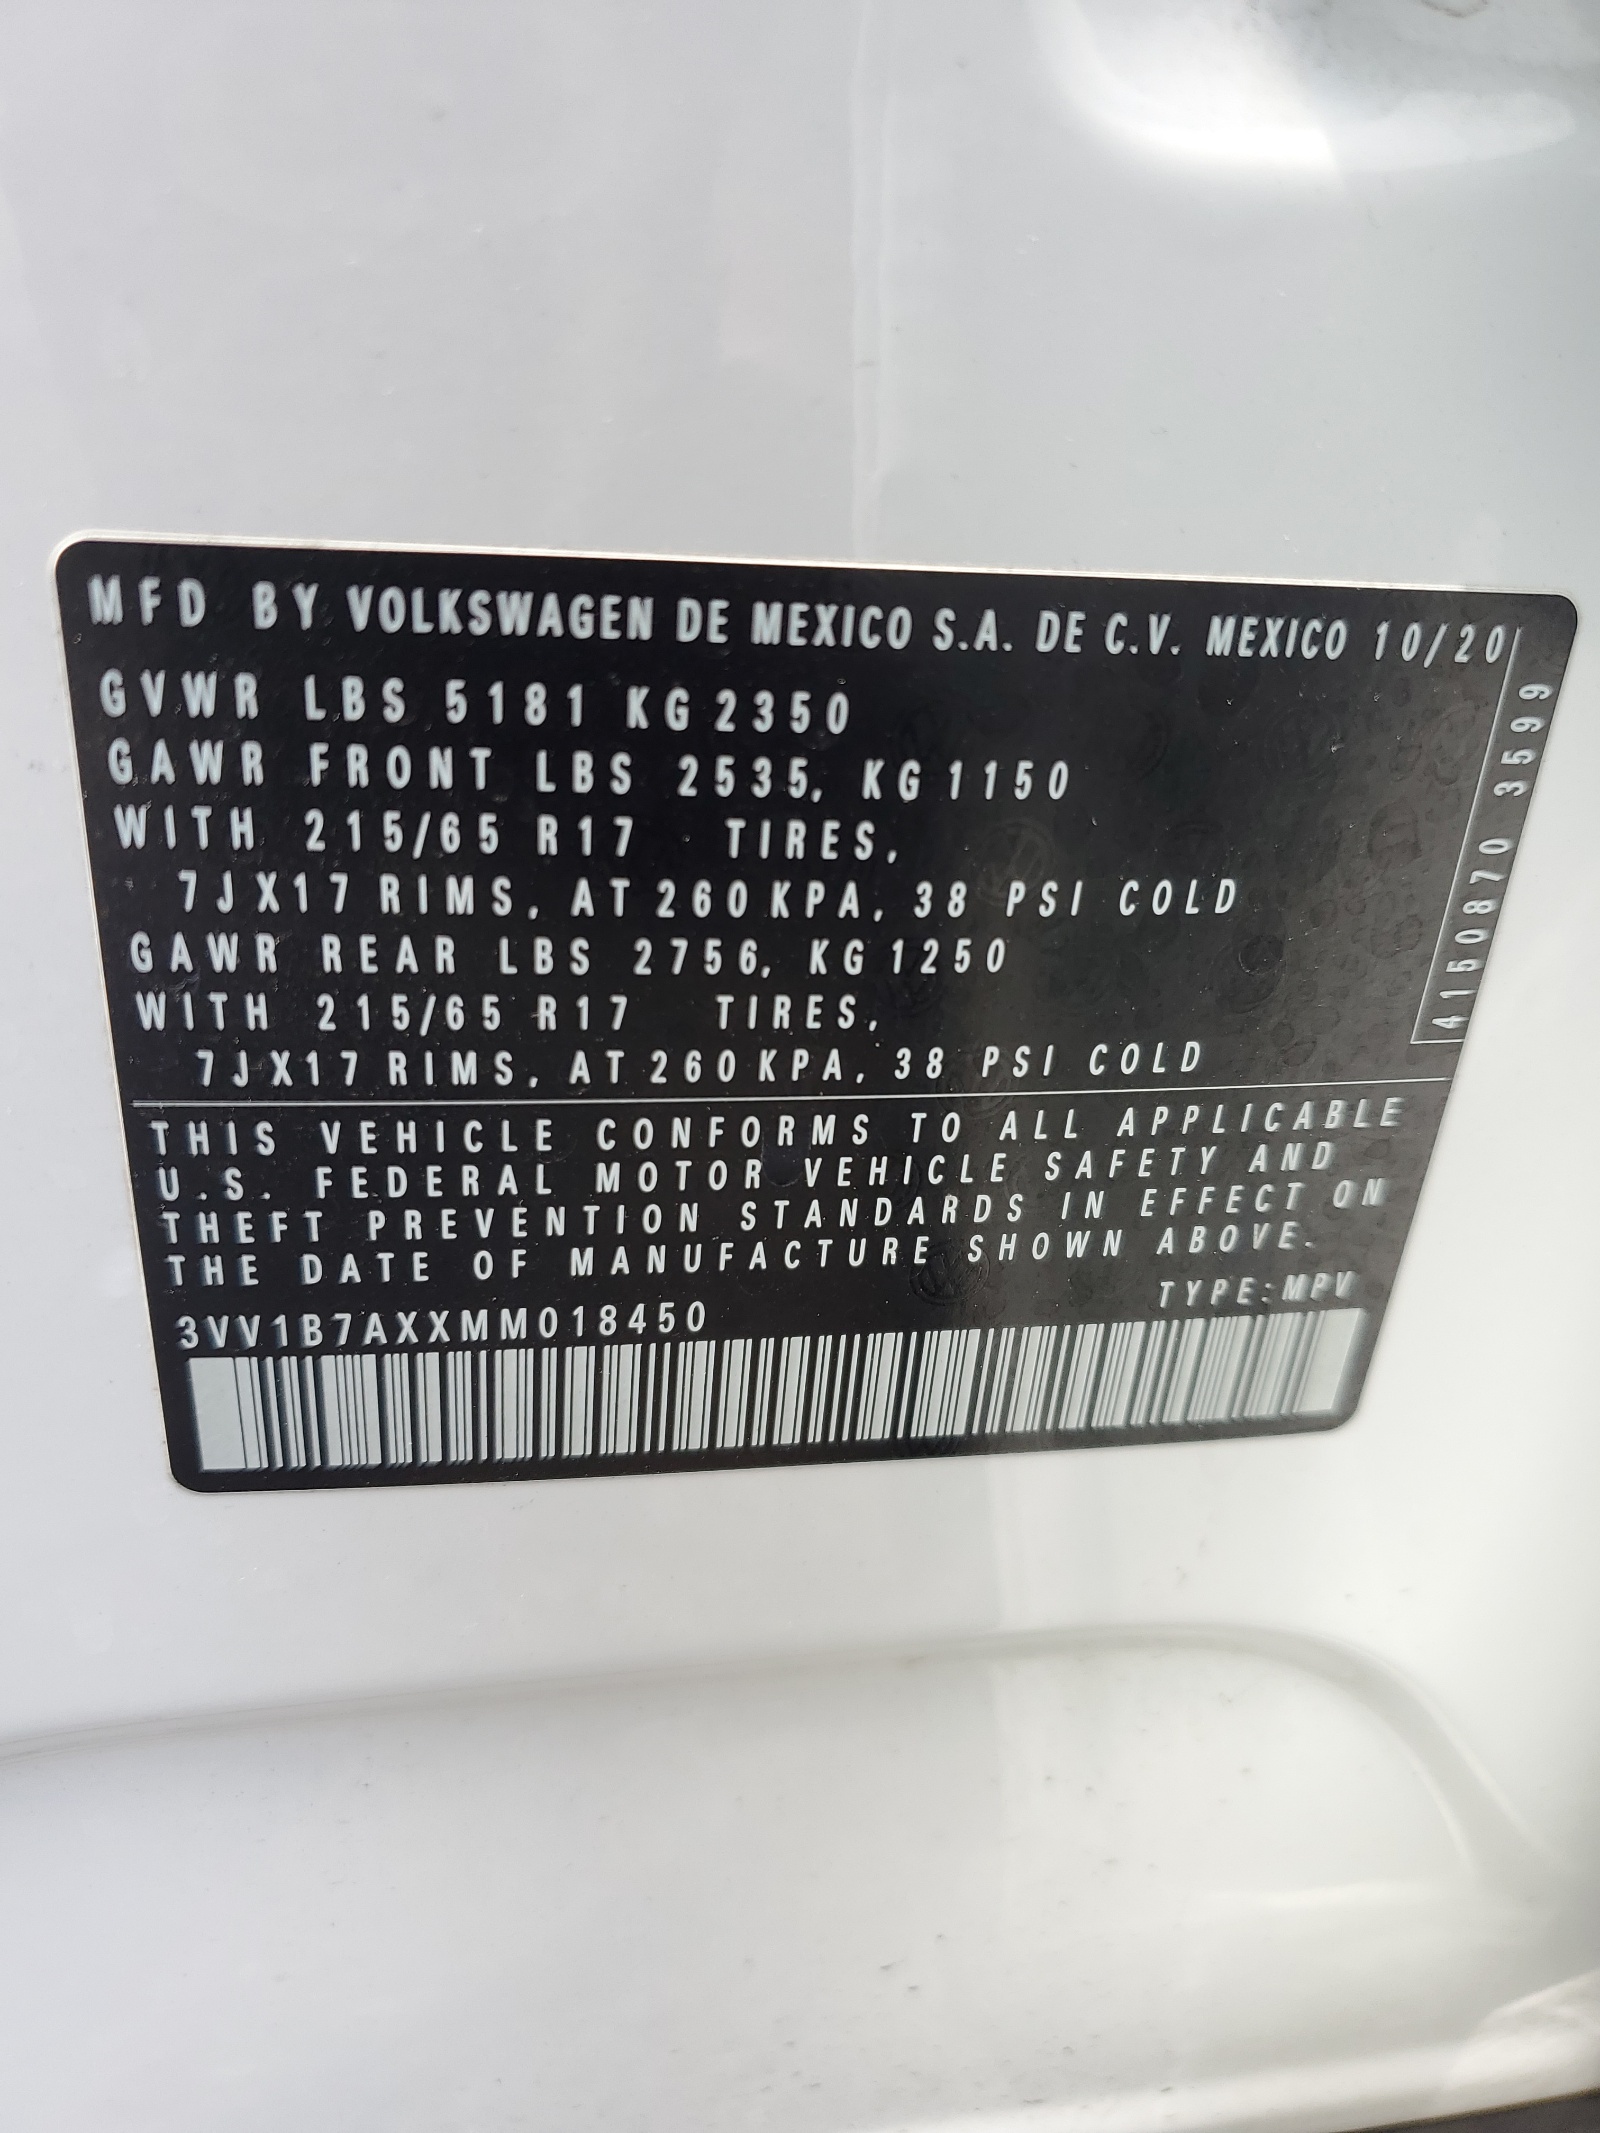 MFD BY VOLKSWAGEN DE MEXICO S.A. DE C.V. MEXICO 10/20
GVWR LBS 5181 KG 2350
GAWR FRONT LBS 2535, KG 1150
WITH 215/65 R17 TIRES,
7JX17 RIMS, AT 260 KPA, 38 PSI COLD
GAWR REAR LBS 2756, KG 1250
WITH 215/65 R17 TIRES,
7JX17 RIMS, AT 260 KPA, 38 PSI COLD
4150870 3599
THIS VEHICLE CONFORMS TO ALL APPLICABLE
U.S. FEDERAL MOTOR VEHICLE SAFETY AND
THEFT PREVENTION STANDARDS IN EFFECT ON
THE DATE OF MANUFACTURE SHOWN ABOVE.
TYPE: MPV
3VV1B7AXXMM018450